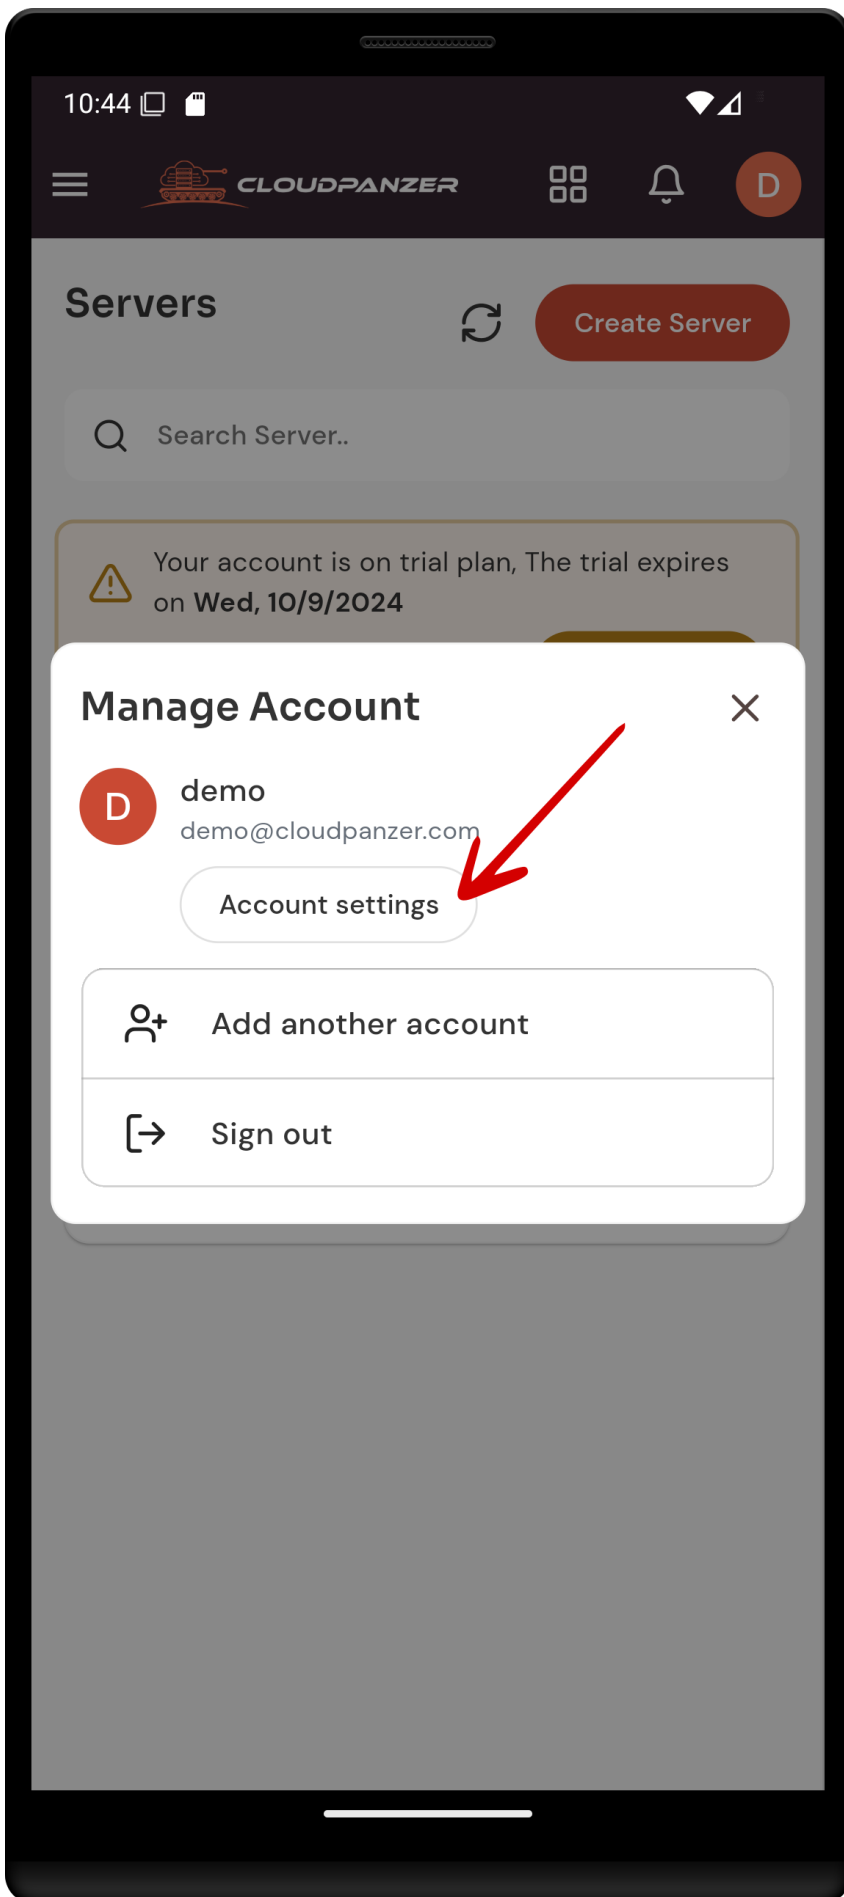 10:44
CLOUDPANZER
D
Servers
Create Server
Search Server..
Your account is on trial plan, The trial expires
on Wed, 10/9/2024
Manage Account
D
demo
demo@cloudpanzer.com
Account settings
Add another account
Sign out